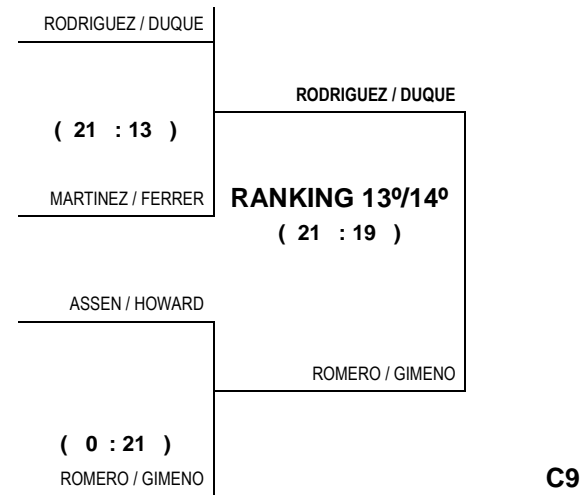 RODRIGUEZ / DUQUE
RODRIGUEZ / DUQUE
( 21 : 13 )
MARTINEZ / FERRER
RANKING 13º/14º
( 21 : 19 )
ASSEN / HOWARD
ROMERO / GIMENO
( 0 : 21 )
ROMERO / GIMENO
C9